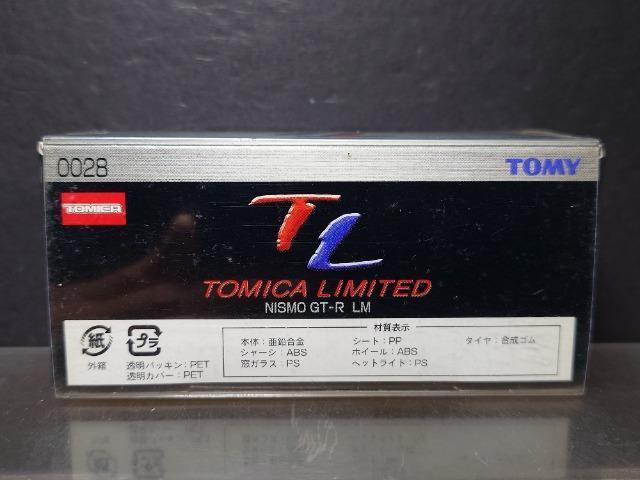 0028
TOMY
TOMICA
TL
TOMICA LIMITED
NISMO GT-R LM
材質表示
紙
プラ
本体:亜鉛合金 シート:PP タイヤ:合成ゴム
シャーシ:ABS ホイール:ABS
外箱 透明パッキン:PET 窓ガラス:PS ヘッドライト:PS
透明カバー:PET